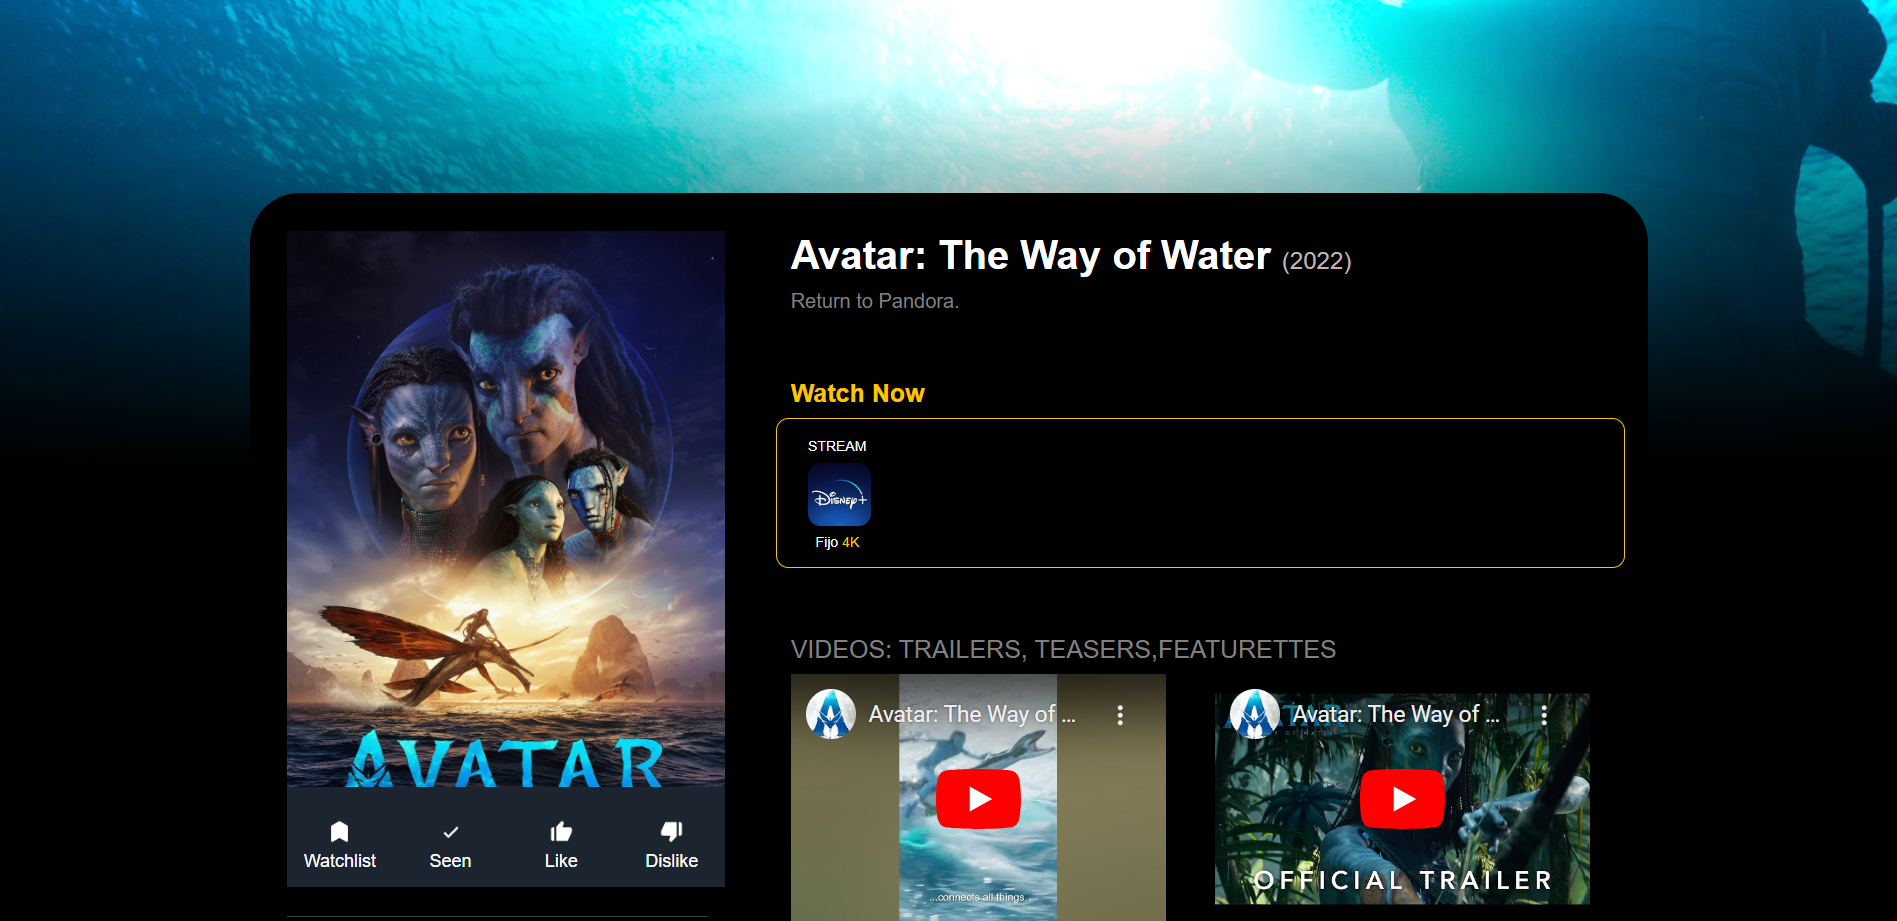 Avatar: The Way of Water (2022)
Return to Pandora.
Watch Now
STREAM
Disney+
Fijo 4K
AVATAR
Watchlist
Seen
Like
Dislike
VIDEOS: TRAILERS, TEASERS,FEATURETTES
Avatar: The Way of ...
...connects all things.
Avatar: The Way of ...
OFFICIAL TRAILER